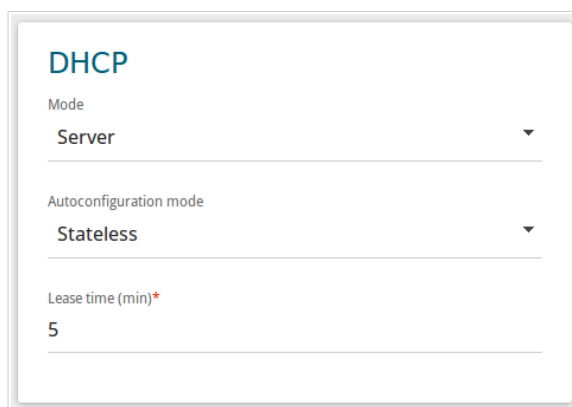 DHCP
Mode
Server
Autoconfiguration mode
Stateless
Lease time (min)*
5